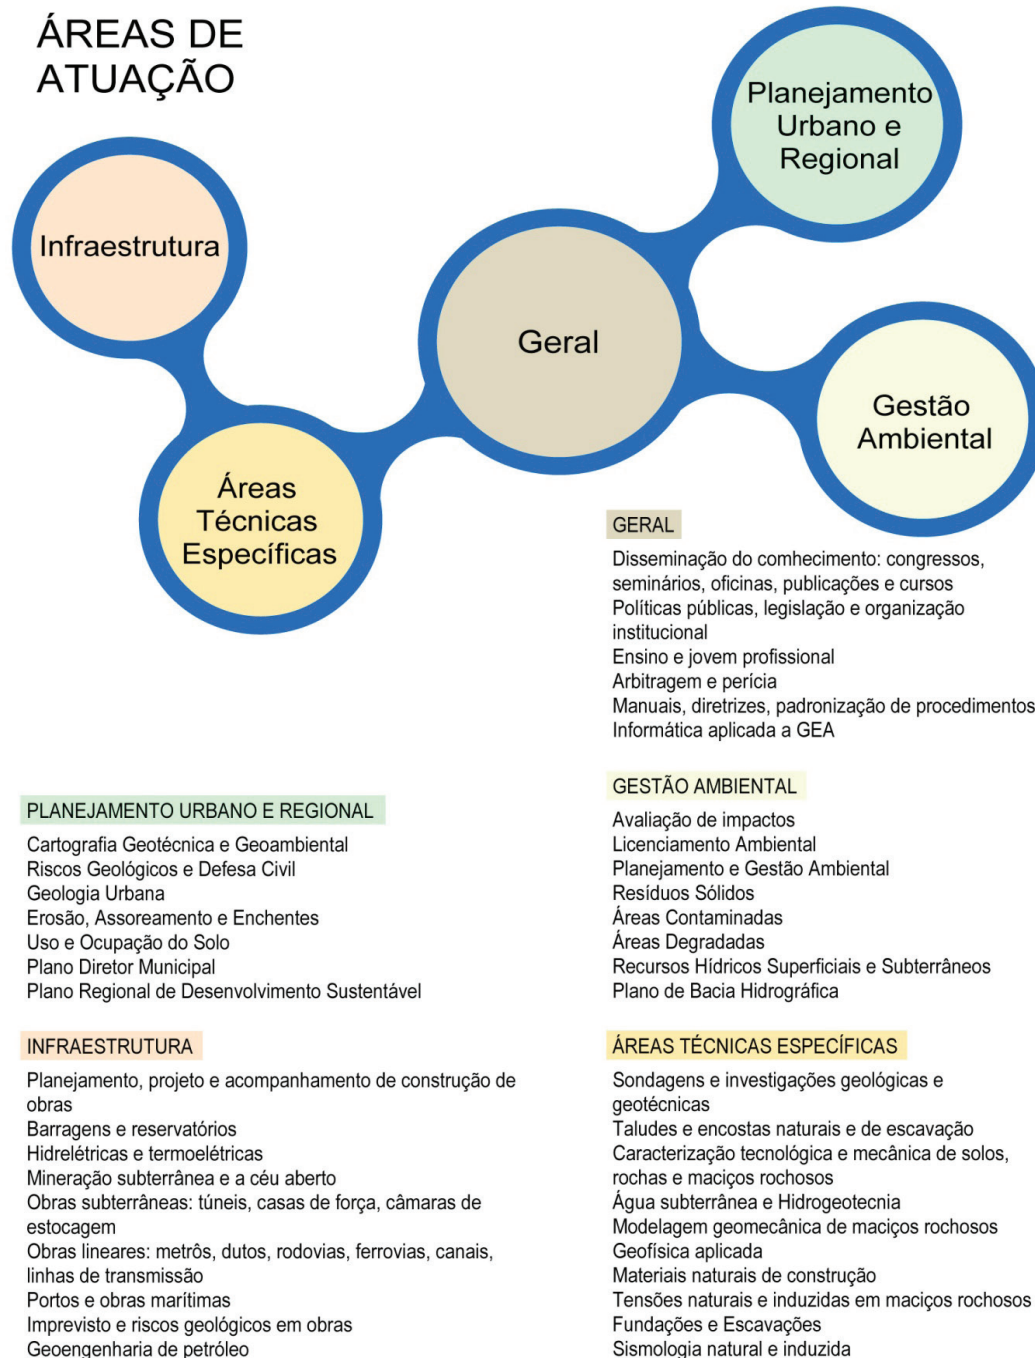 ÁREAS DE
ATUAÇÃO
Planejamento
Urbano e
Regional
Infraestrutura
Geral
Gestão
Ambiental
Áreas
Técnicas
Específicas
GERAL
Disseminação do comhecimento: congressos,
seminários, oficinas, publicações e cursos
Políticas públicas, legislação e organização
institucional
Ensino e jovem profissional
Arbitragem e perícia
Manuais, diretrizes, padronização de procedimentos
Informática aplicada a GEA
PLANEJAMENTO URBANO E REGIONAL
Cartografia Geotécnica e Geoambiental
Riscos Geológicos e Defesa Civil
Geologia Urbana
Erosão, Assoreamento e Enchentes
Uso e Ocupação do Solo
Plano Diretor Municipal
Plano Regional de Desenvolvimento Sustentável
GESTÃO AMBIENTAL
Avaliação de impactos
Licenciamento Ambiental
Planejamento e Gestão Ambiental
Resíduos Sólidos
Áreas Contaminadas
Áreas Degradadas
Recursos Hídricos Superficiais e Subterrâneos
Plano de Bacia Hidrográfica
INFRAESTRUTURA
Planejamento, projeto e acompanhamento de construção de
obras
Barragens e reservatórios
Hidrelétricas e termoelétricas
Mineração subterrânea e a céu aberto
Obras subterrâneas: túneis, casas de força, câmaras de
estocagem
Obras lineares: metrôs, dutos, rodovias, ferrovias, canais,
linhas de transmissão
Portos e obras marítimas
Imprevisto e riscos geológicos em obras
Geoengenharia de petróleo
ÁREAS TÉCNICAS ESPECÍFICAS
Sondagens e investigações geológicas e
geotécnicas
Taludes e encostas naturais e de escavação
Caracterização tecnológica e mecânica de solos,
rochas e maciços rochosos
Água subterrânea e Hidrogeotecnia
Modelagem geomecânica de maciços rochosos
Geofísica aplicada
Materiais naturais de construção
Tensões naturais e induzidas em maciços rochosos
Fundações e Escavações
Sismologia natural e induzida